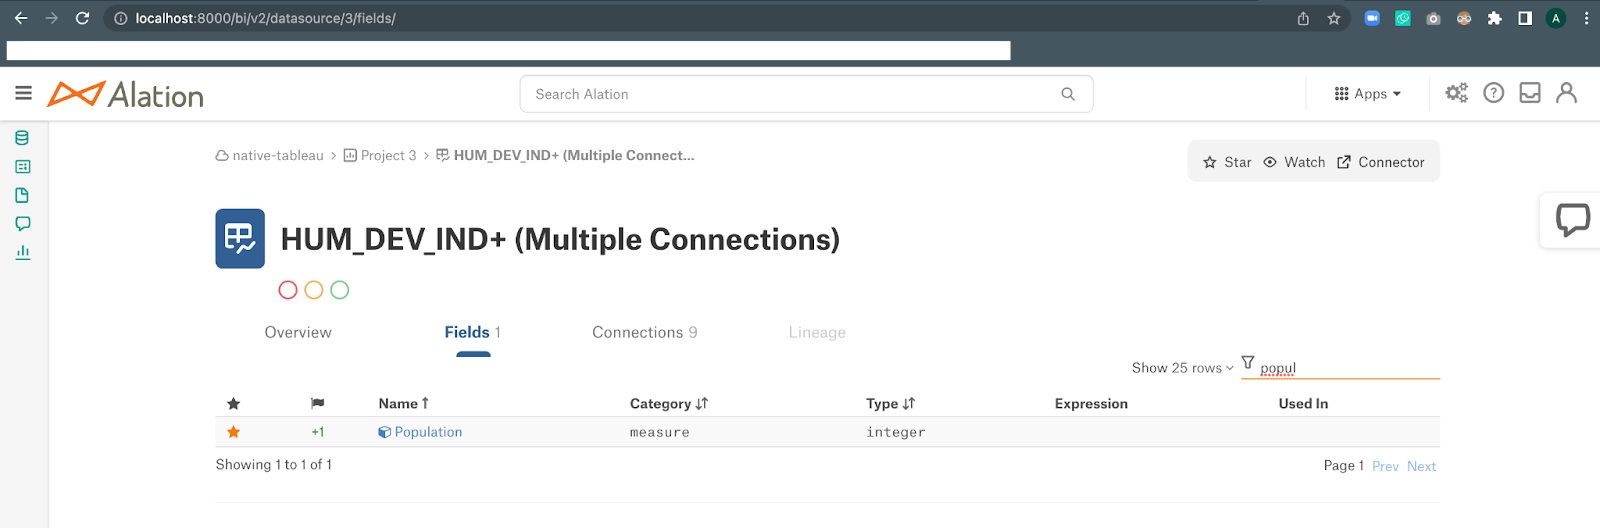 localhost:8000/bi/v2/datasource/3/fields/
A
Alation
Search Alation
Apps
native-tableau > Project 3 > HUM_DEV_IND+ (Multiple Connect...
Star Watch Connector
HUM_DEV_IND+ (Multiple Connections)
Overview Fields 1 Connections 9 Lineage
Show 25 rows popul
Name Category Type Expression Used In
+1 Population measure integer
Showing 1 to 1 of 1
Page 1 Prev Next